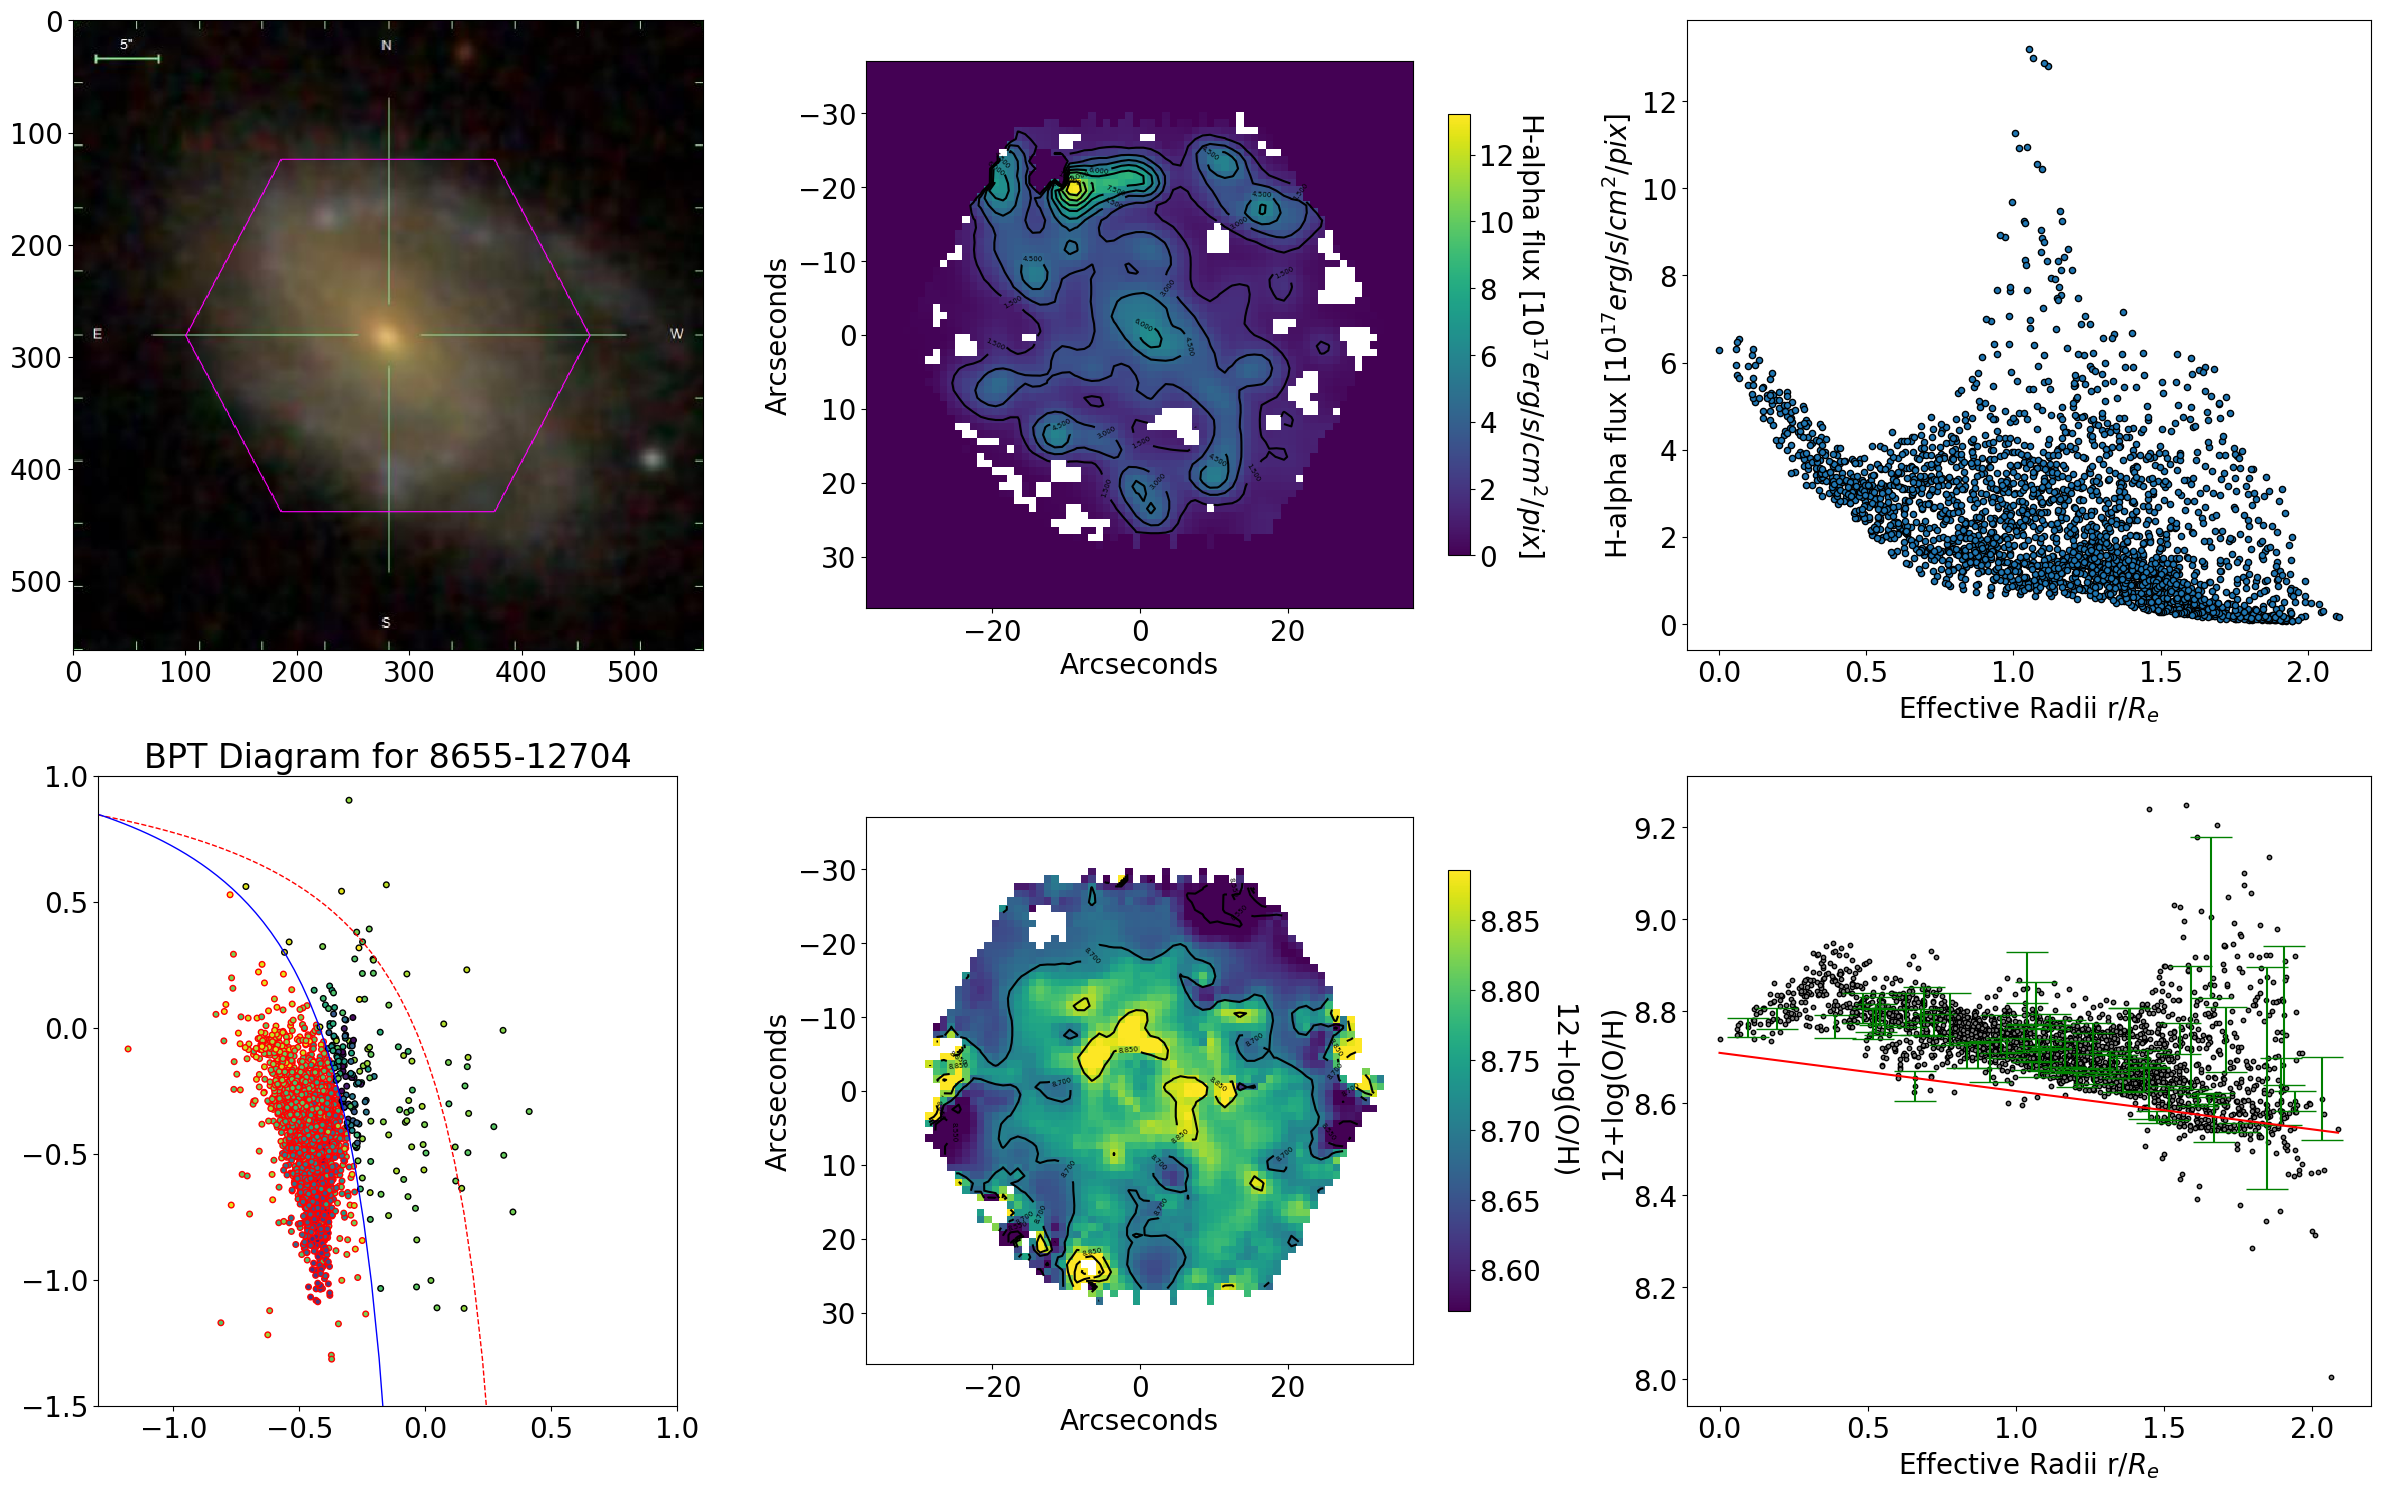 0
100
200
300
400
500
0 100 200 300 400 500
5"
N
E
W
S
−30
−20
−10
0
10
20
30
Arcseconds
−20 0 20
Arcseconds
12
10
8
6
4
2
0
H-alpha flux [10^17 erg/s/cm^2/pix]
H-alpha flux [10^17 erg/s/cm^2/pix]
12
10
8
6
4
2
0
0.0 0.5 1.0 1.5 2.0
Effective Radii r/R_e
BPT Diagram for 8655-12704
1.0
0.5
0.0
−0.5
−1.0
−1.5
−1.0 −0.5 0.0 0.5 1.0
−30
−20
−10
0
10
20
30
Arcseconds
−20 0 20
Arcseconds
8.85
8.80
8.75
8.70
8.65
8.60
12+log(O/H)
12+log(O/H)
9.2
9.0
8.8
8.6
8.4
8.2
8.0
0.0 0.5 1.0 1.5 2.0
Effective Radii r/R_e